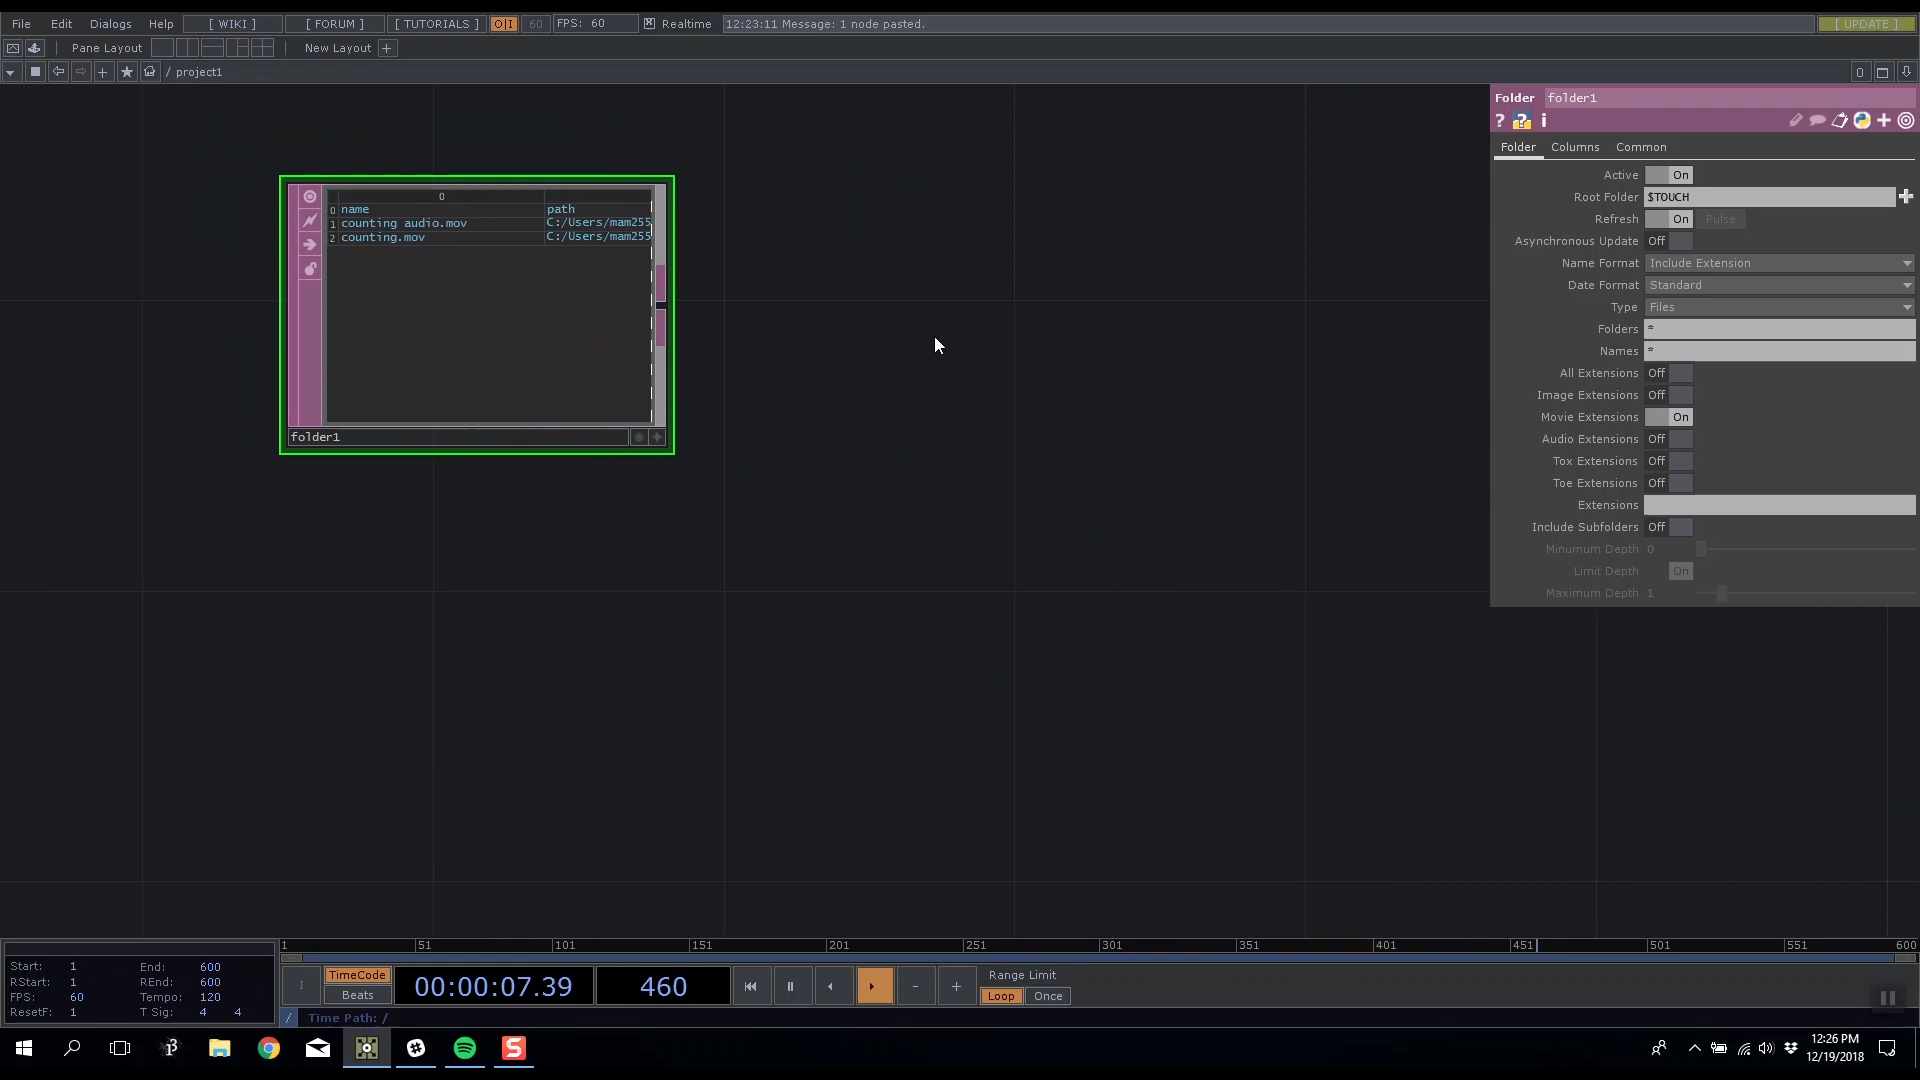 File Edit Dialogs Help [ WIKI ] [ FORUM ] [ TUTORIALS ] O|I 60 FPS: 60 Realtime 12:23:11 Message: 1 node pasted. [ UPDATE ]
Pane Layout New Layout +
/ project1 0
Folder folder1
? ? i
Folder Columns Common
Active On
Root Folder $TOUCH
Refresh On Pulse
Asynchronous Update Off
Name Format Include Extension
Date Format Standard
Type Files
Folders *
Names *
All Extensions Off
Image Extensions Off
Movie Extensions On
Audio Extensions Off
Tox Extensions Off
Toe Extensions Off
Extensions
Include Subfolders Off
Minumum Depth 0
Limit Depth On
Maximum Depth 1
0
0 name path
1 counting audio.mov C:/Users/mam255
2 counting.mov C:/Users/mam255
folder1
1 51 101 151 201 251 301 351 401 451 501 551 600
Start: 1 End: 600
RStart: 1 REnd: 600
FPS: 60 Tempo: 120
ResetF: 1 T Sig: 4 4
TimeCode
Beats
00:00:07.39
460
Range Limit
Loop Once
/ Time Path: /
12:26 PM
12/19/2018